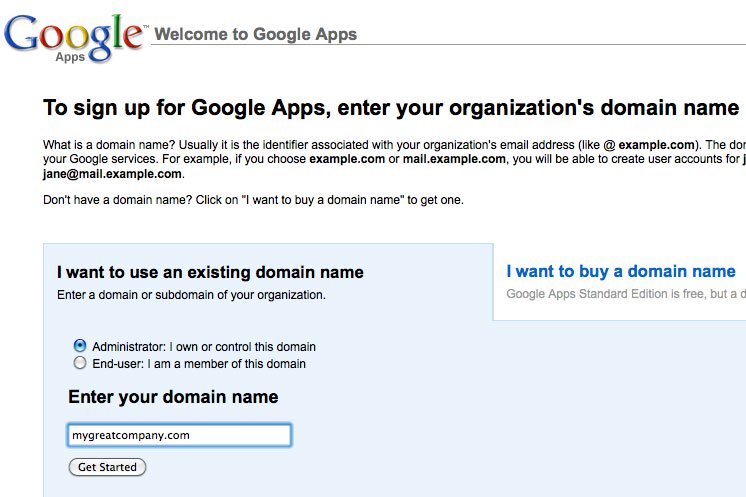 Google™
Apps
Welcome to Google Apps
To sign up for Google Apps, enter your organization's domain name
What is a domain name? Usually it is the identifier associated with your organization's email address (like @ example.com). The
your Google services. For example, if you choose example.com or mail.example.com, you will be able to create user accounts for
jane@mail.example.com.
Don't have a domain name? Click on "I want to buy a domain name" to get one.
I want to use an existing domain name
Enter a domain or subdomain of your organization.
I want to buy a domain name
Google Apps Standard Edition is free, but a
Administrator: I own or control this domain
End-user: I am a member of this domain
Enter your domain name
mygreatcompany.com
Get Started